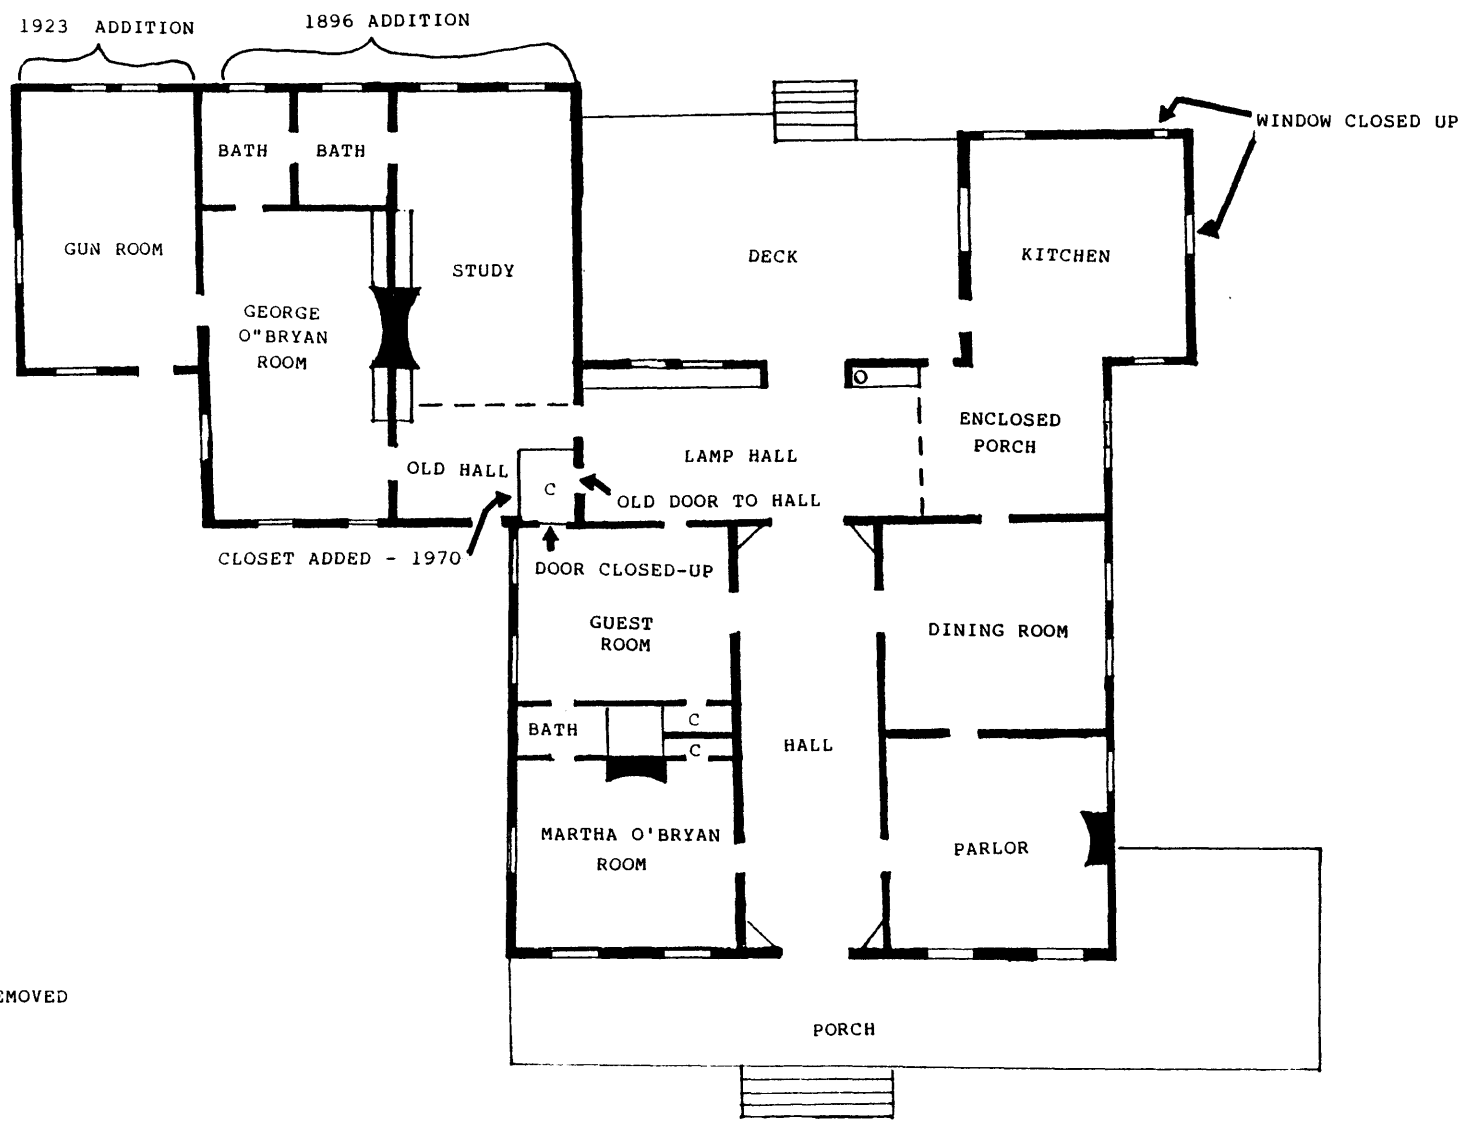 1923 ADDITION
1896 ADDITION
WINDOW CLOSED UP
BATH
BATH
GUN ROOM
STUDY
DECK
KITCHEN
GEORGE
O"BRYAN
ROOM
ENCLOSED
PORCH
LAMP HALL
OLD HALL
C
OLD DOOR TO HALL
CLOSET ADDED - 1970
DOOR CLOSED-UP
GUEST
ROOM
DINING ROOM
BATH
C
C
HALL
MARTHA O'BRYAN
ROOM
PARLOR
EMOVED
PORCH